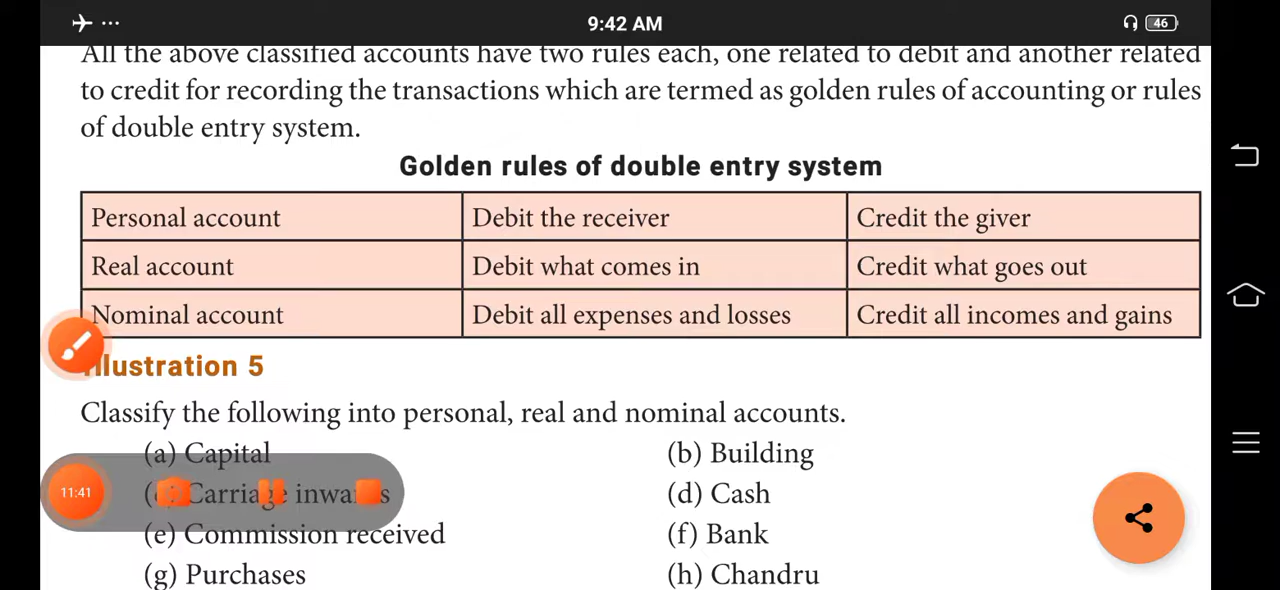 9:42 AM
46
All the above classified accounts have two rules each, one related to debit and another related
to credit for recording the transactions which are termed as golden rules of accounting or rules
of double entry system.
Golden rules of double entry system
Personal account Debit the receiver Credit the giver
Real account Debit what comes in Credit what goes out
Nominal account Debit all expenses and losses Credit all incomes and gains
Illustration 5
Classify the following into personal, real and nominal accounts.
(a) Capital (b) Building
11:41 (c) Carriage inwards (d) Cash
(e) Commission received (f) Bank
(g) Purchases (h) Chandru